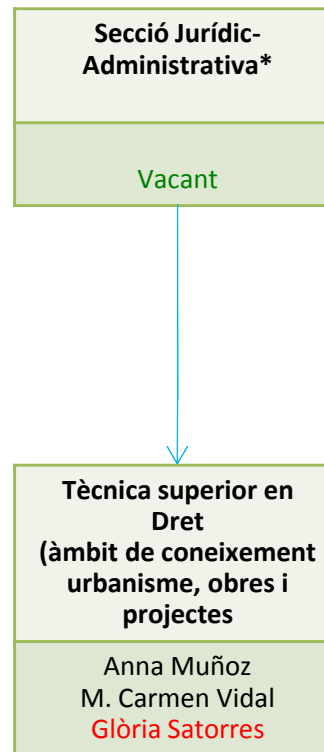 Secció Jurídic-
Administrativa*
Vacant
Tècnica superior en
Dret
(àmbit de coneixement
urbanisme, obres i
projectes
Anna Muñoz
M. Carmen Vidal
Glòria Satorres